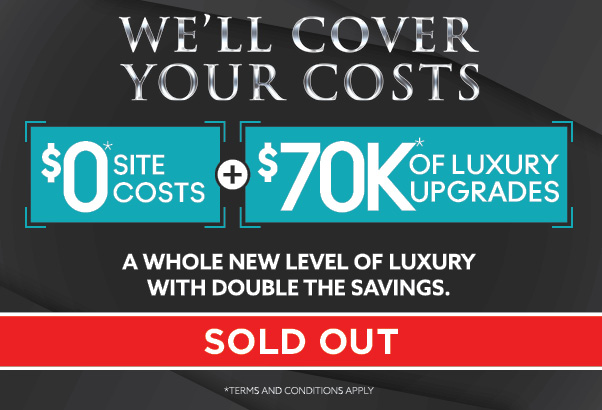 WE'LL COVER
YOUR COSTS
$0* SITE COSTS + $70K* OF LUXURY UPGRADES
A WHOLE NEW LEVEL OF LUXURY
WITH DOUBLE THE SAVINGS.
SOLD OUT
*TERMS AND CONDITIONS APPLY